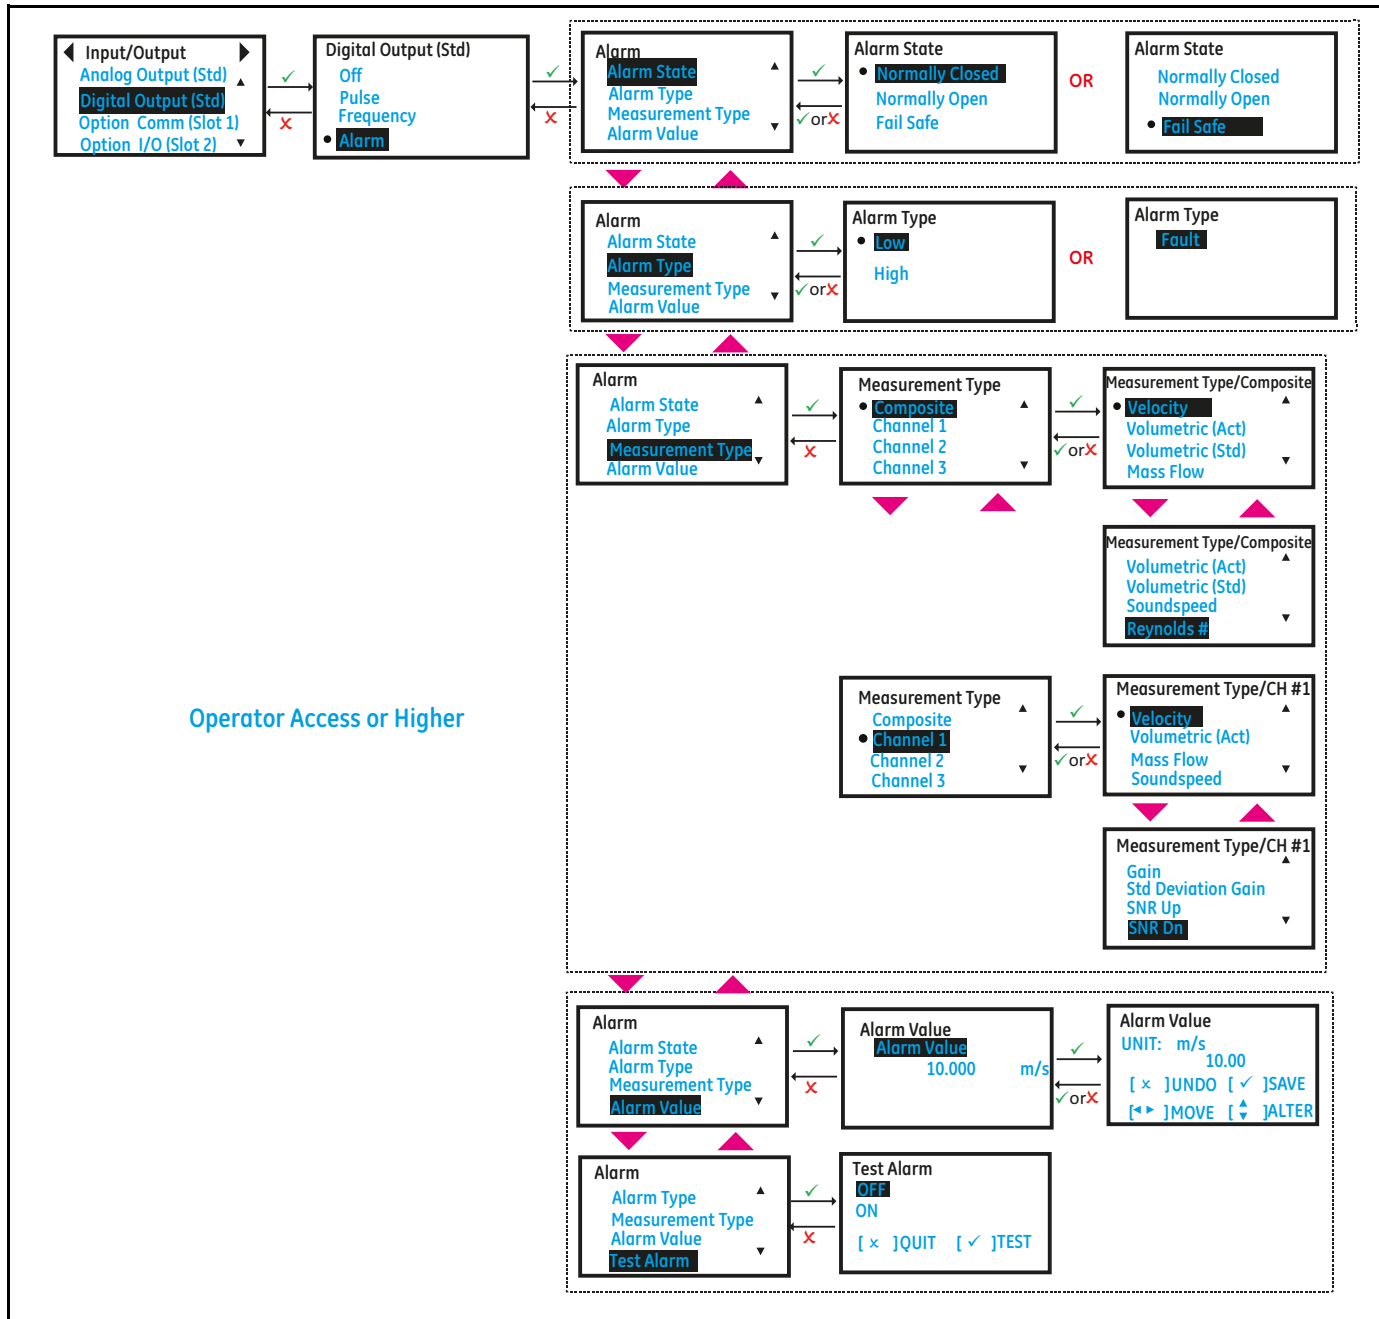 Input/Output
Analog Output (Std)
Digital Output (Std)
Option Comm (Slot 1)
Option I/O (Slot 2)
✓
✗
Digital Output (Std)
Off
Pulse
Frequency
Alarm
✓
✗
Alarm
Alarm State
Alarm Type
Measurement Type
Alarm Value
✓
✓or✗
Alarm State
Normally Closed
Normally Open
Fail Safe
OR
Alarm State
Normally Closed
Normally Open
Fail Safe
Alarm
Alarm State
Alarm Type
Measurement Type
Alarm Value
✓
✓or✗
Alarm Type
Low
High
OR
Alarm Type
Fault
Alarm
Alarm State
Alarm Type
Measurement Type
Alarm Value
✓
✗
Measurement Type
Composite
Channel 1
Channel 2
Channel 3
✓
✓or✗
Measurement Type/Composite
Velocity
Volumetric (Act)
Volumetric (Std)
Mass Flow
Measurement Type/Composite
Volumetric (Act)
Volumetric (Std)
Soundspeed
Reynolds #
Operator Access or Higher
Measurement Type
Composite
Channel 1
Channel 2
Channel 3
✓
✓or✗
Measurement Type/CH #1
Velocity
Volumetric (Act)
Mass Flow
Soundspeed
Measurement Type/CH #1
Gain
Std Deviation Gain
SNR Up
SNR Dn
Alarm
Alarm State
Alarm Type
Measurement Type
Alarm Value
✓
✗
Alarm Value
Alarm Value
10.000 m/s
✓
✓or✗
Alarm Value
UNIT: m/s
10.00
[ × ]UNDO [ ✓ ]SAVE
[◄ ►]MOVE [▲▼]ALTER
Alarm
Alarm Type
Measurement Type
Alarm Value
Test Alarm
✓
✗
Test Alarm
OFF
ON
[ × ]QUIT [ ✓ ]TEST